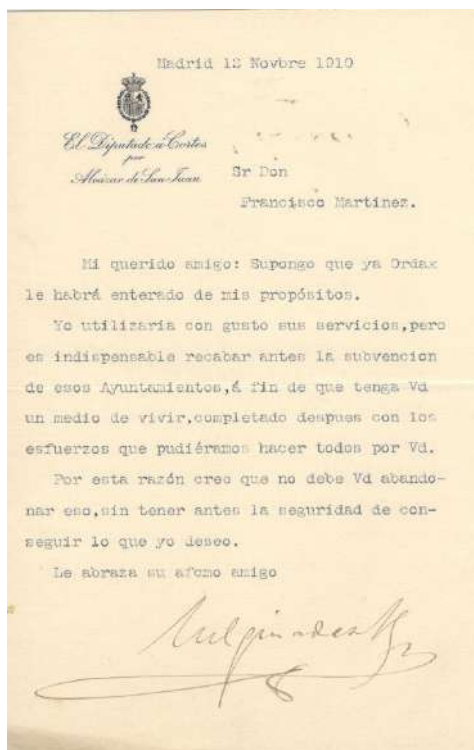 Madrid 12 Novbre 1910
El Diputado a Cortes
por
Alcázar de San Juan
Sr Don
Francisco Martinez.
Mi querido amigo: Supongo que ya Ordax
le habrá enterado de mis propósitos.
Yo utilizaria con gusto sus servicios,pero
es indispensable recabar antes la subvencion
de esos Ayuntamientos,á fin de que tenga Vd
un medio de vivir,completado despues con los
esfuerzos que pudiéramos hacer todos por Vd.
Por esta razón creo que no debe Vd abando-
nar eso,sin tener antes la seguridad de con-
seguir lo que yo deseo.
Le abraza su afcmo amigo